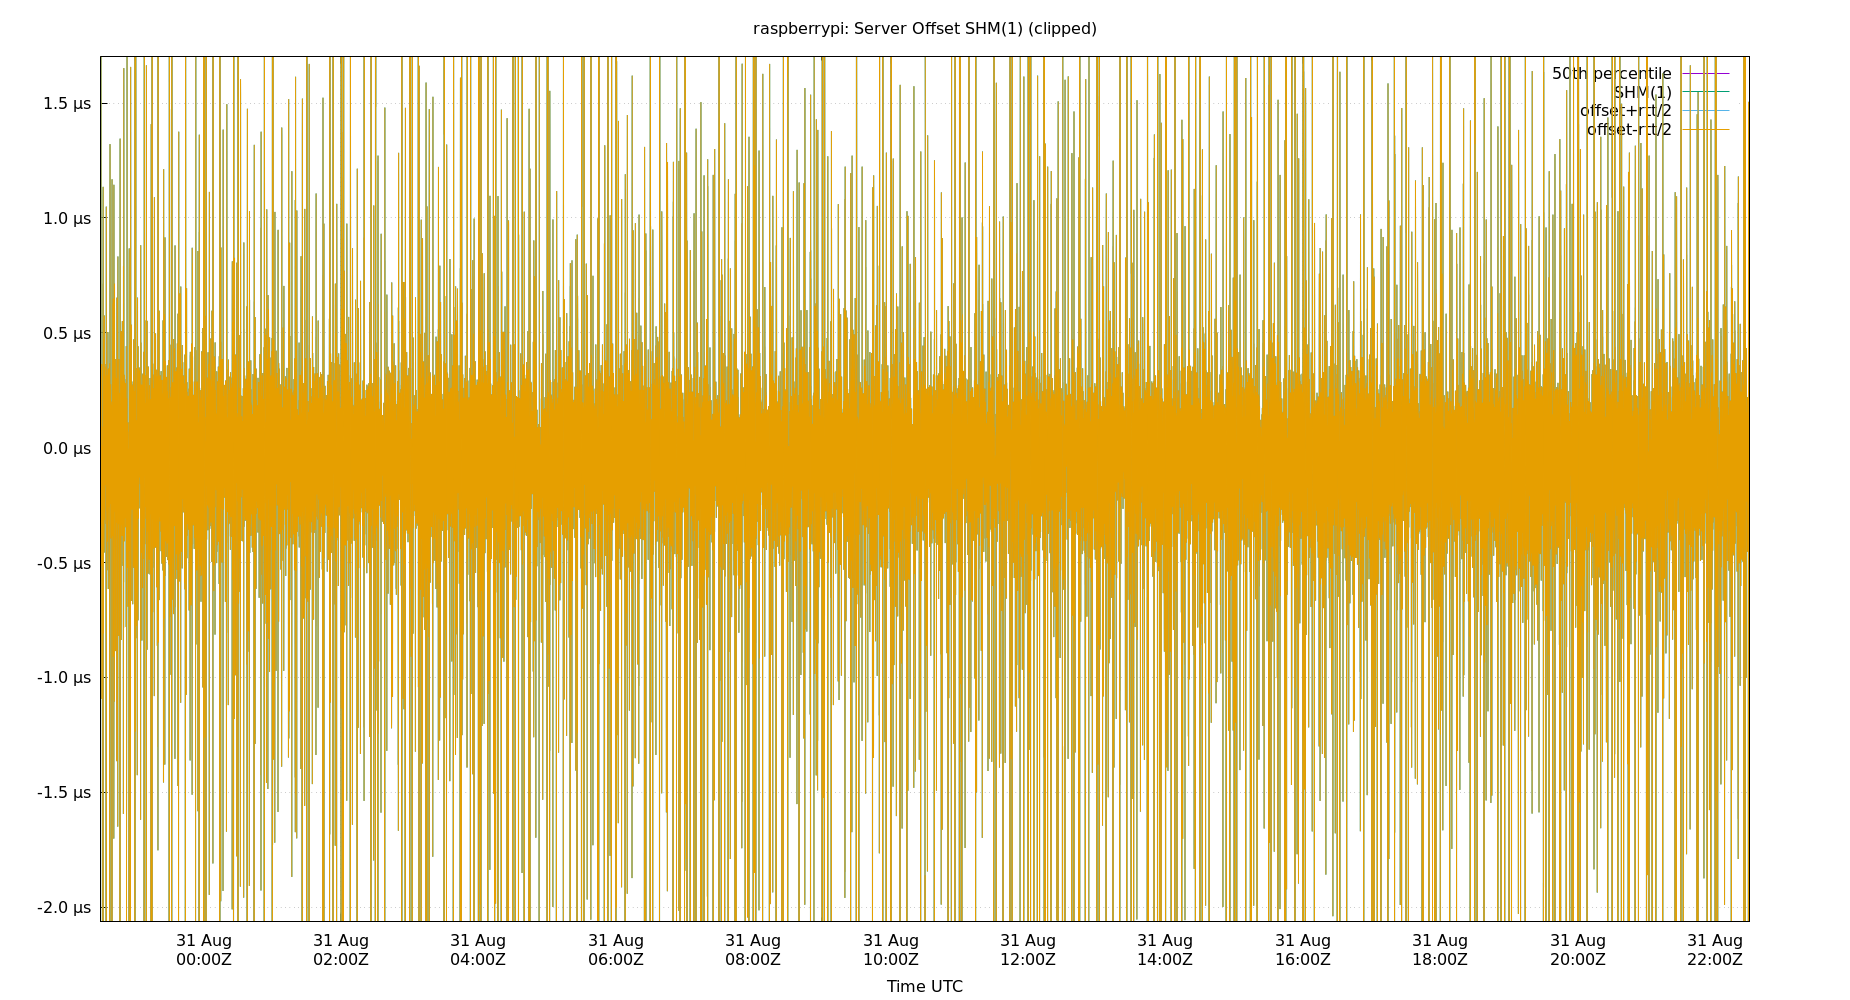 raspberrypi: Server Offset SHM(1) (clipped)
50th percentile
SHM(1)
offset+rtt/2
offset-rtt/2
1.5 µs
1.0 µs
0.5 µs
0.0 µs
-0.5 µs
-1.0 µs
-1.5 µs
-2.0 µs
31 Aug 31 Aug 31 Aug 31 Aug 31 Aug 31 Aug 31 Aug 31 Aug 31 Aug 31 Aug 31 Aug 31 Aug
00:00Z 02:00Z 04:00Z 06:00Z 08:00Z 10:00Z 12:00Z 14:00Z 16:00Z 18:00Z 20:00Z 22:00Z
Time UTC